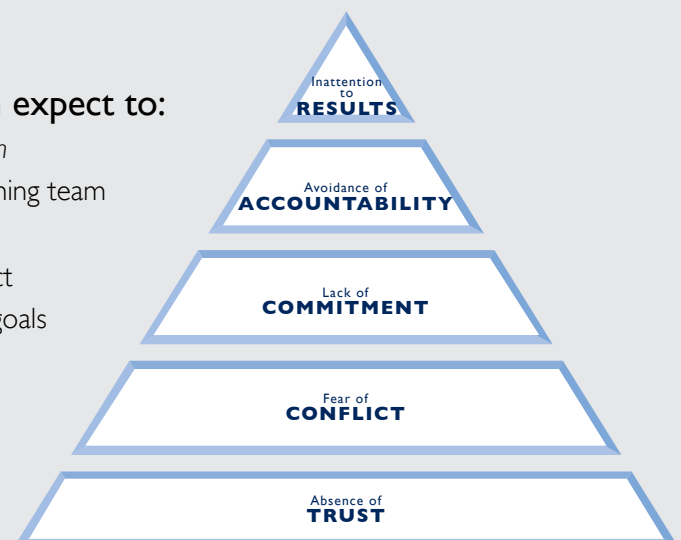 expect to:
ning team
goals
Inattention
to
RESULTS
Avoidance of
ACCOUNTABILITY
Lack of
COMMITMENT
Fear of
CONFLICT
Absence of
TRUST